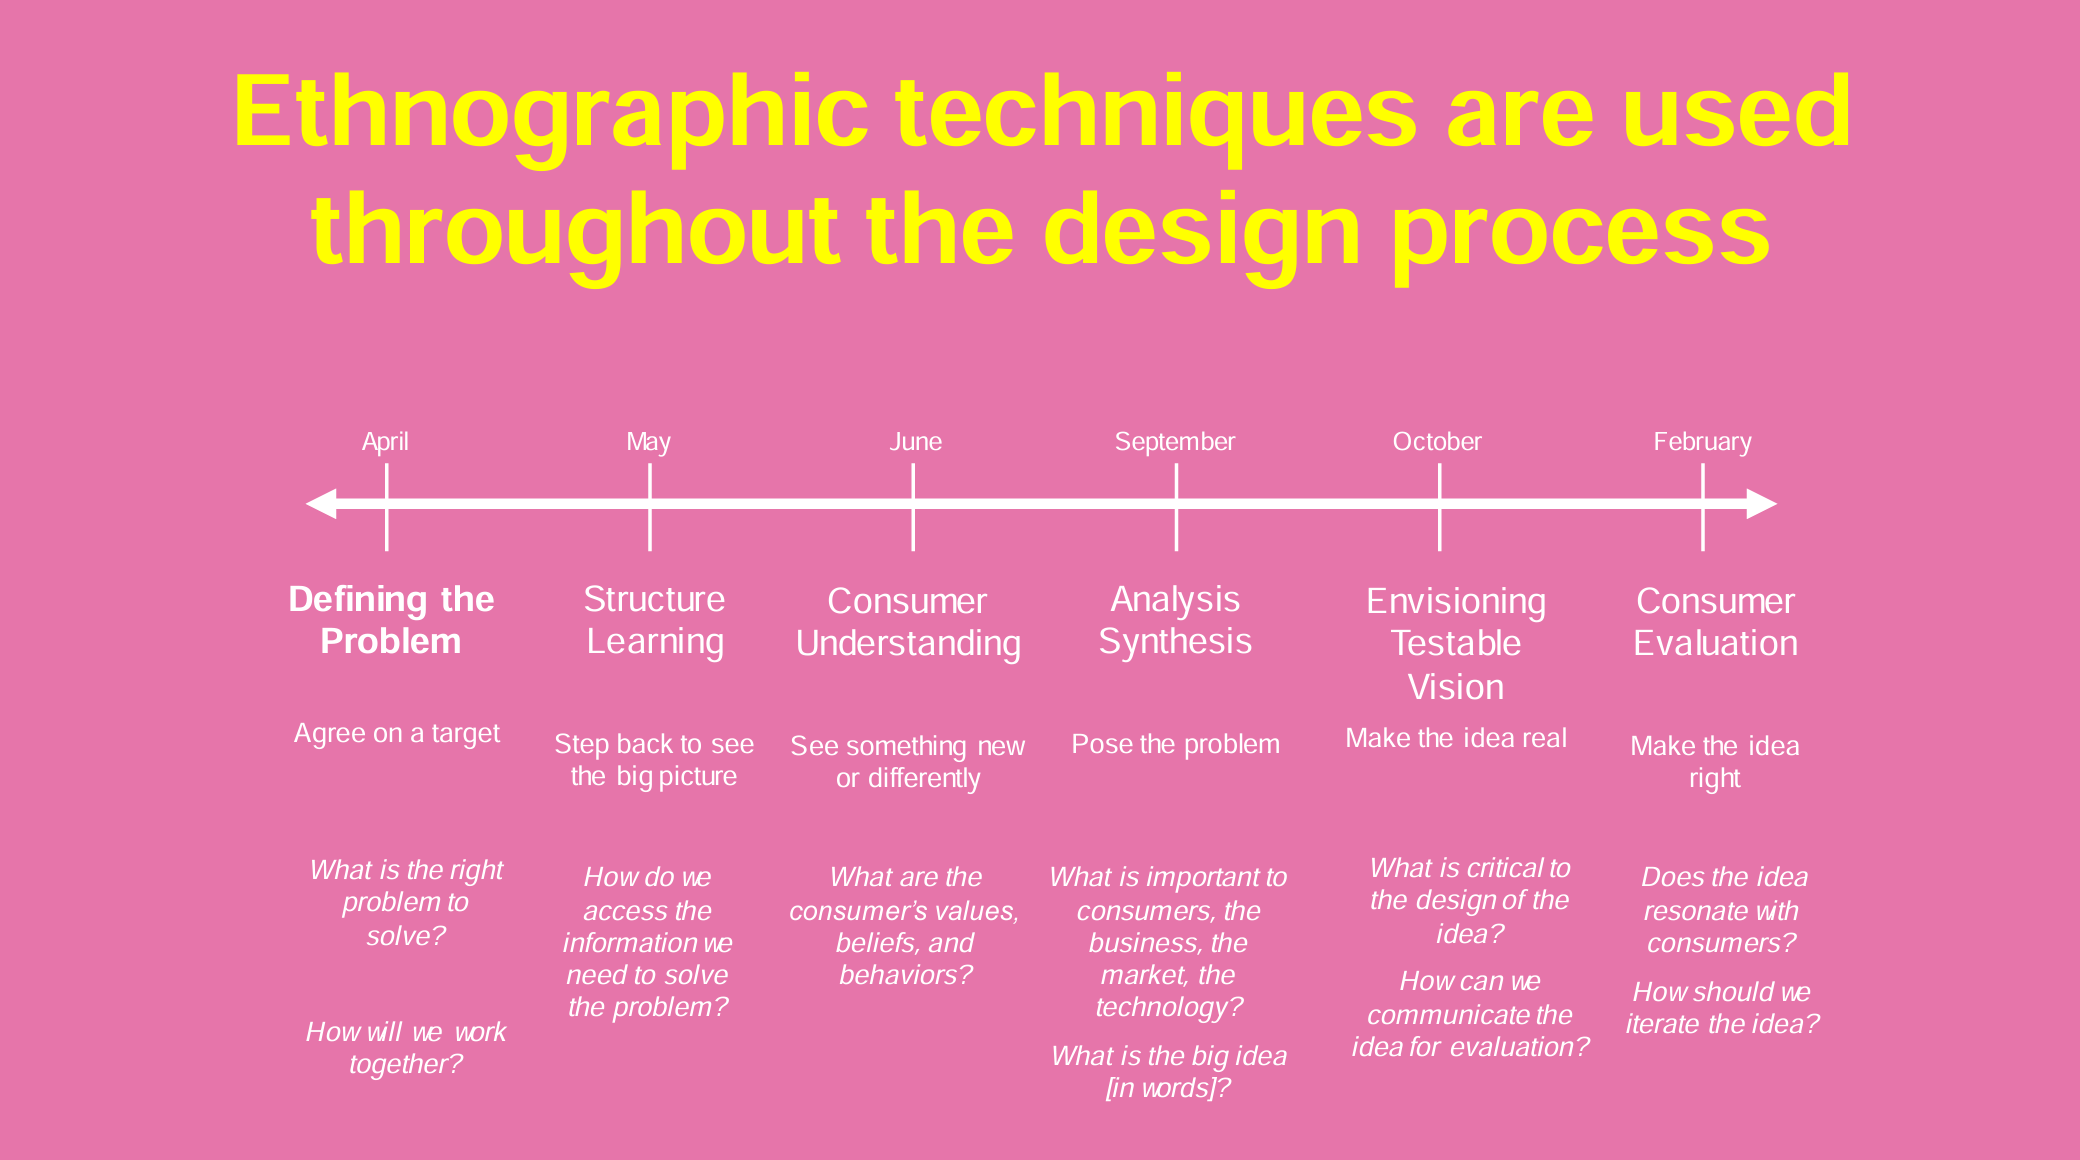 Ethnographic techniques are used
throughout the design process
April
May
June
September
October
February
Defining the
Problem
Structure
Learning
Consumer
Understanding
Analysis
Synthesis
Envisioning
Testable
Vision
Consumer
Evaluation
Agree on a target
Step back to see
the big picture
See something new
or differently
Pose the problem
Make the idea real
Make the idea
right
What is the right
problem to
solve?
How will we work
together?
How do we
access the
information we
need to solve
the problem?
What are the
consumer’s values,
beliefs, and
behaviors?
What is important to
consumers, the
business, the
market, the
technology?
What is the big idea
[in words]?
What is critical to
the design of the
idea?
How can we
communicate the
idea for evaluation?
Does the idea
resonate with
consumers?
How should we
iterate the idea?